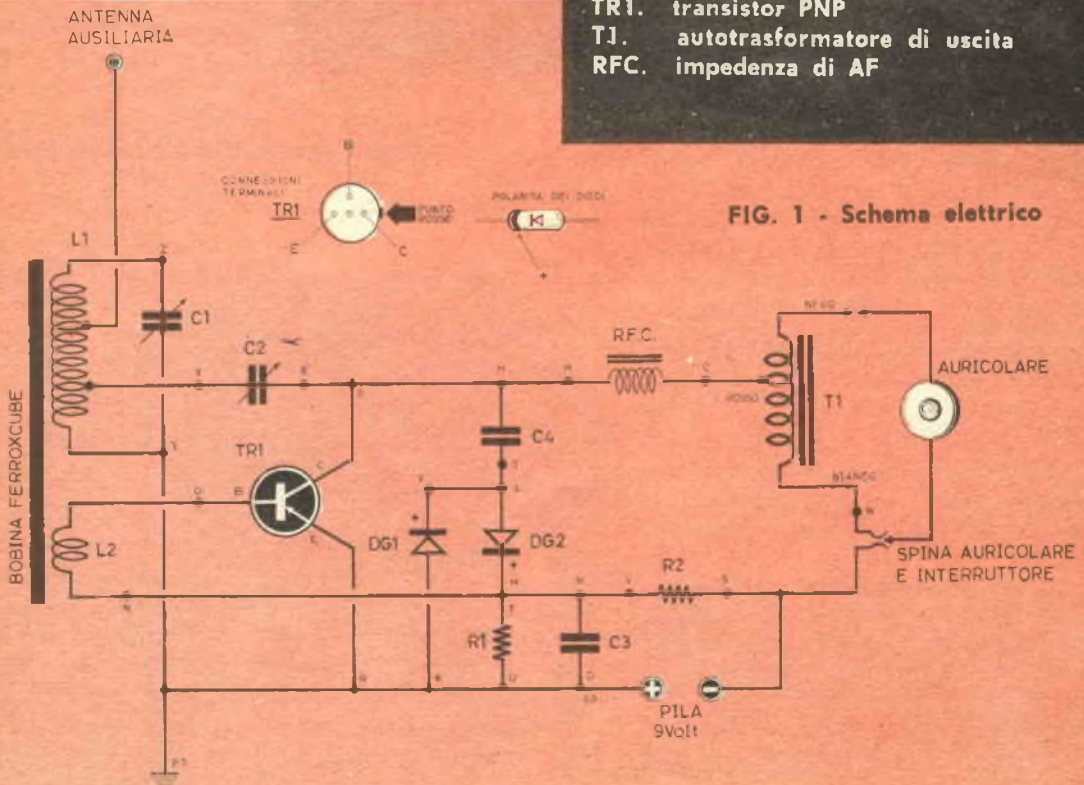 TR1. transistor PNP
T1. autotrasformatore di uscita
RFC. impedenza di AF
ANTENNA
AUSILIARIA
CONNESSIONI
TERMINALI
TR1
B
E
C
PUNTO
ROSSO
POLARITA DEI DIODI
+
FIG. 1 - Schema elettrico
L1
C1
C2
R.F.C.
NERO
AURICOLARE
ROSSO
T1
BIANCO
BOBINA FERROXCUBE
TR1
B
C
E
C4
DG1
+
DG2
+
L2
R2
SPINA AURICOLARE
E INTERRUTTORE
R1
C3
PILA
9Volt